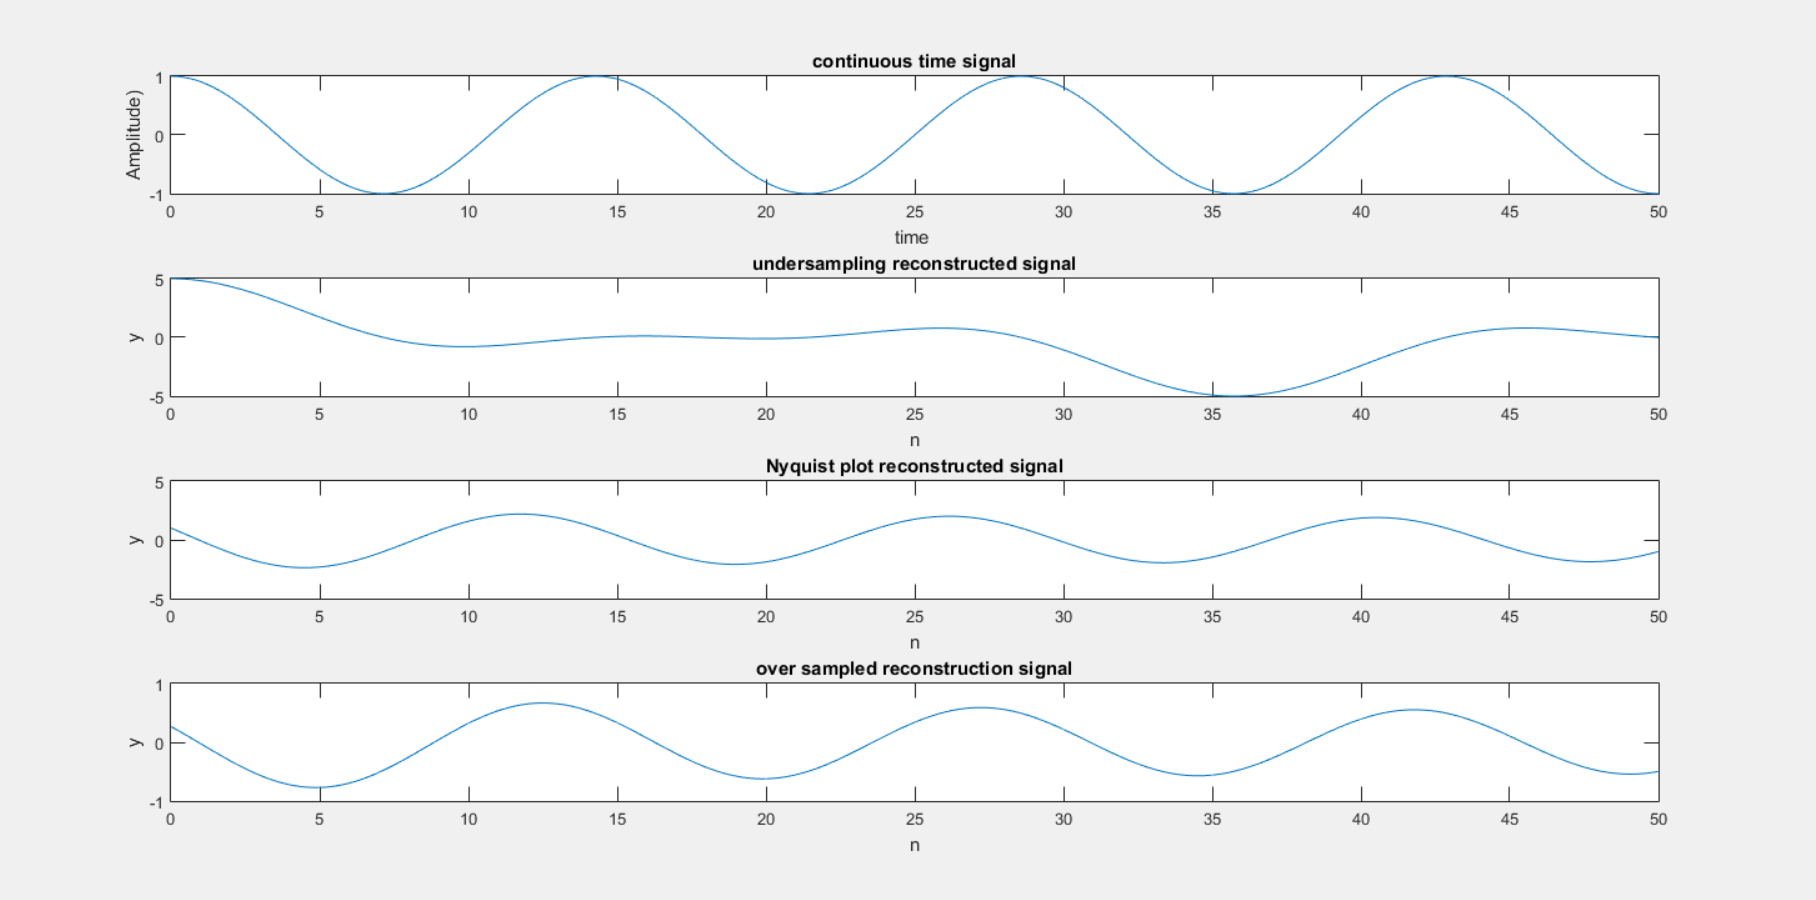 continuous time signal
Amplitude)
1
0
-1
0 5 10 15 20 25 30 35 40 45 50
time
undersampling reconstructed signal
y
5
0
-5
0 5 10 15 20 25 30 35 40 45 50
n
Nyquist plot reconstructed signal
y
5
0
-5
0 5 10 15 20 25 30 35 40 45 50
n
over sampled reconstruction signal
y
1
0
-1
0 5 10 15 20 25 30 35 40 45 50
n